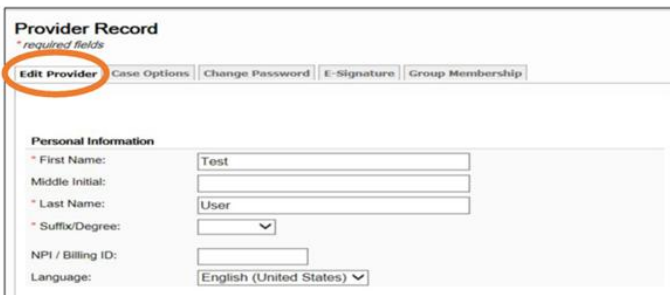 Provider Record
* required fields
Edit Provider Case Options Change Password E-Signature Group Membership
Personal Information
* First Name: Test
Middle Initial:
* Last Name: User
* Suffix/Degree:
NPI / Billing ID:
Language: English (United States)